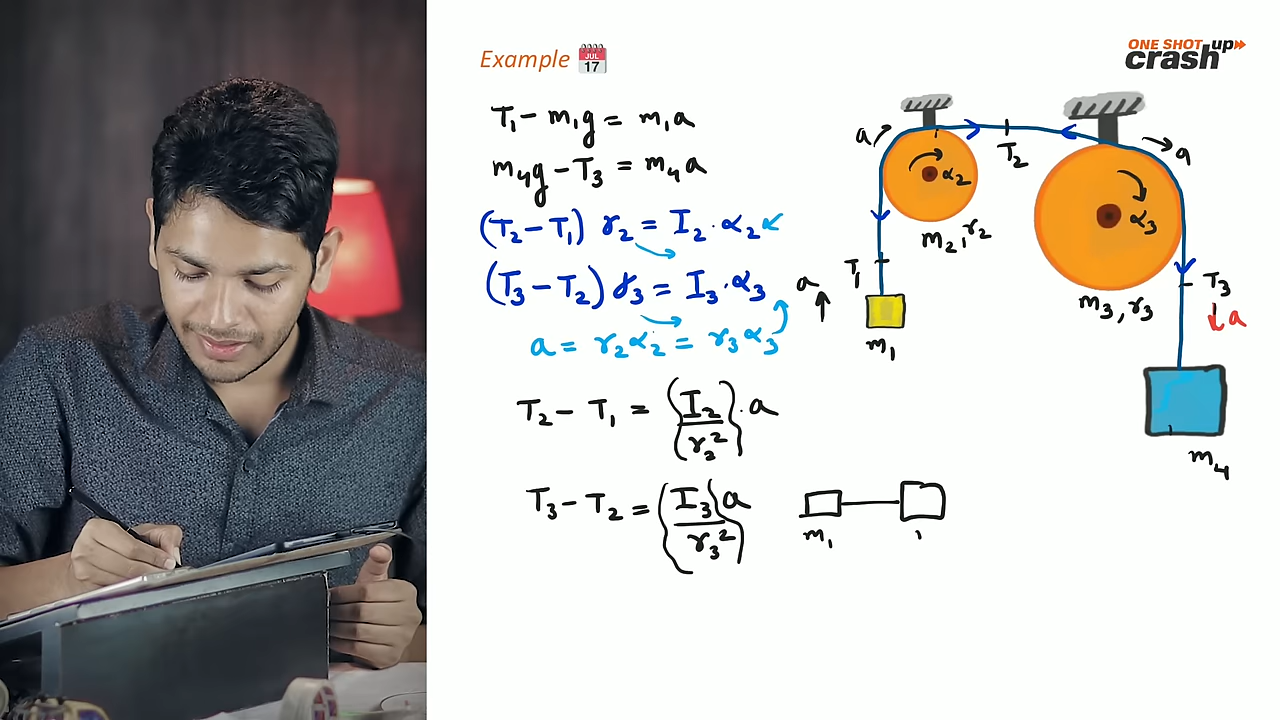 Example
JUL
17
ONE SHOT
crash up
T₁ - m₁g = m₁a
m₄g - T₃ = m₄a
(T₂ - T₁) r₂ = I₂ · α₂
(T₃ - T₂) r₃ = I₃ · α₃
a = r₂α₂ = r₃α₃
T₂ - T₁ = (I₂/r₂²) · a
T₃ - T₂ = (I₃/r₃²) a
a
T₂
a
α₂
α₃
m₂, r₂
m₃, r₃
T₁
a
T₃
a
m₁
m₄
m₁